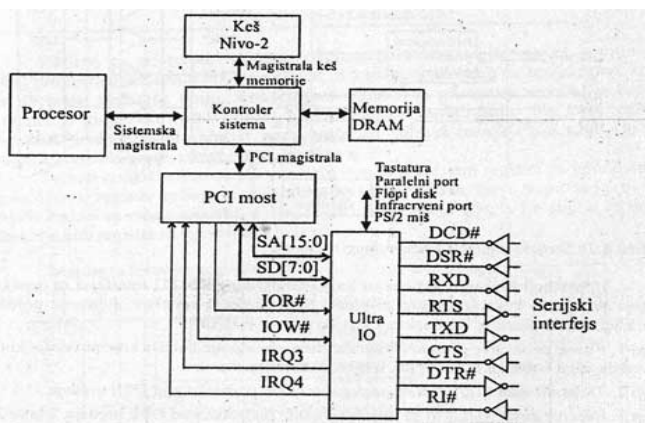 Keš
Nivo-2
Magistrala keš
memorije
Procesor
Kontroler
sistema
Memorija
DRAM
Sistemska
magistrala
PCI magistrala
PCI most
Tastatura
Paralelni port
Flopi disk
Infracrveni port
PS/2 miš
SA[15:0]
SD[7:0]
IOR#
IOW#
IRQ3
IRQ4
Ultra
IO
DCD#
DSR#
RXD
RTS
TXD
CTS
DTR#
RI#
Serijski
interfejs